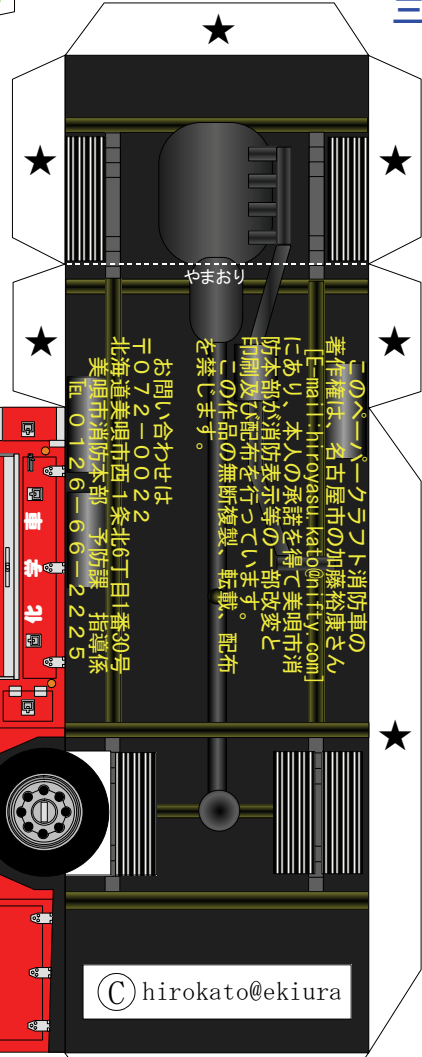 三
★
★
★
やまおり
★
★
このペーパークラフト消防車の
著作権は、名古屋市の加藤裕康さん
[E-mail:hiroyasu.kato@nifty.com]
にあり、本人の承諾を得て美唄市消
防本部が消防表示等の一部改変と
印刷及び配布を行っています。
この作品の無断複製、転載、配布
を禁じます。
お問い合わせは
〒072－0022
北海道美唄市西1条北6丁目1番30号
美唄市消防本部 予防課 指導係
℡0126－66－2225
化学車
★
Ⓒhirokato@ekiura